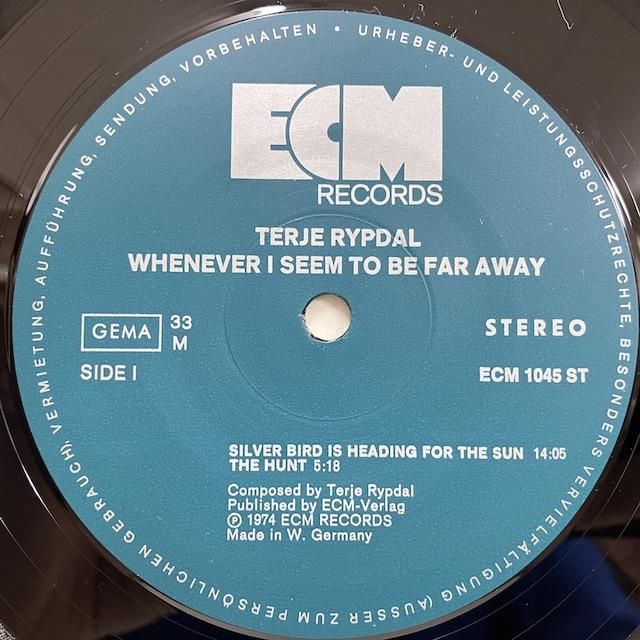 URHEBER- UND LEISTUNGSSCHUTZRECHTE, BESONDERS VERVIELFÄLTIGUNG (AUSSER ZUM PERSÖNLICHEN GEBRAUCH), VERMIETUNG, AUFFÜHRUNG, SENDUNG, VORBEHALTEN ▪
ECM
RECORDS
TERJE RYPDAL
WHENEVER I SEEM TO BE FAR AWAY
GEMA
33
M
STEREO
SIDE I
ECM 1045 ST
SILVER BIRD IS HEADING FOR THE SUN 14:05
THE HUNT 5:18
Composed by Terje Rypdal
Published by ECM-Verlag
℗ 1974 ECM RECORDS
Made in W. Germany